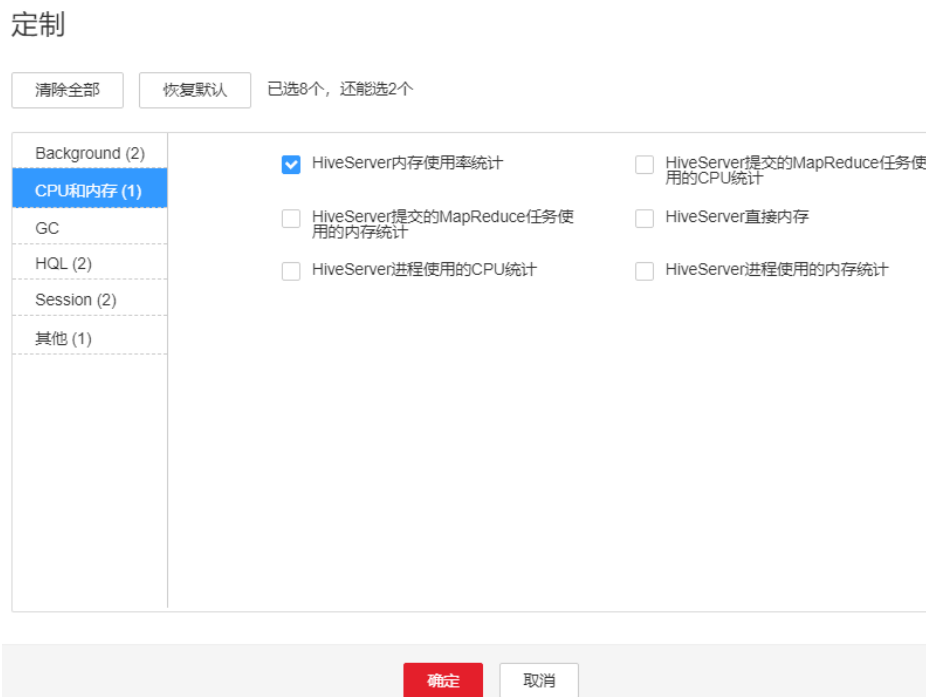 定制
清除全部
恢复默认
已选8个，还能选2个
Background (2)
CPU和内存 (1)
GC
HQL (2)
Session (2)
其他 (1)
HiveServer内存使用率统计
HiveServer提交的MapReduce任务使
用的CPU统计
HiveServer提交的MapReduce任务使
用的内存统计
HiveServer直接内存
HiveServer进程使用的CPU统计
HiveServer进程使用的内存统计
确定
取消